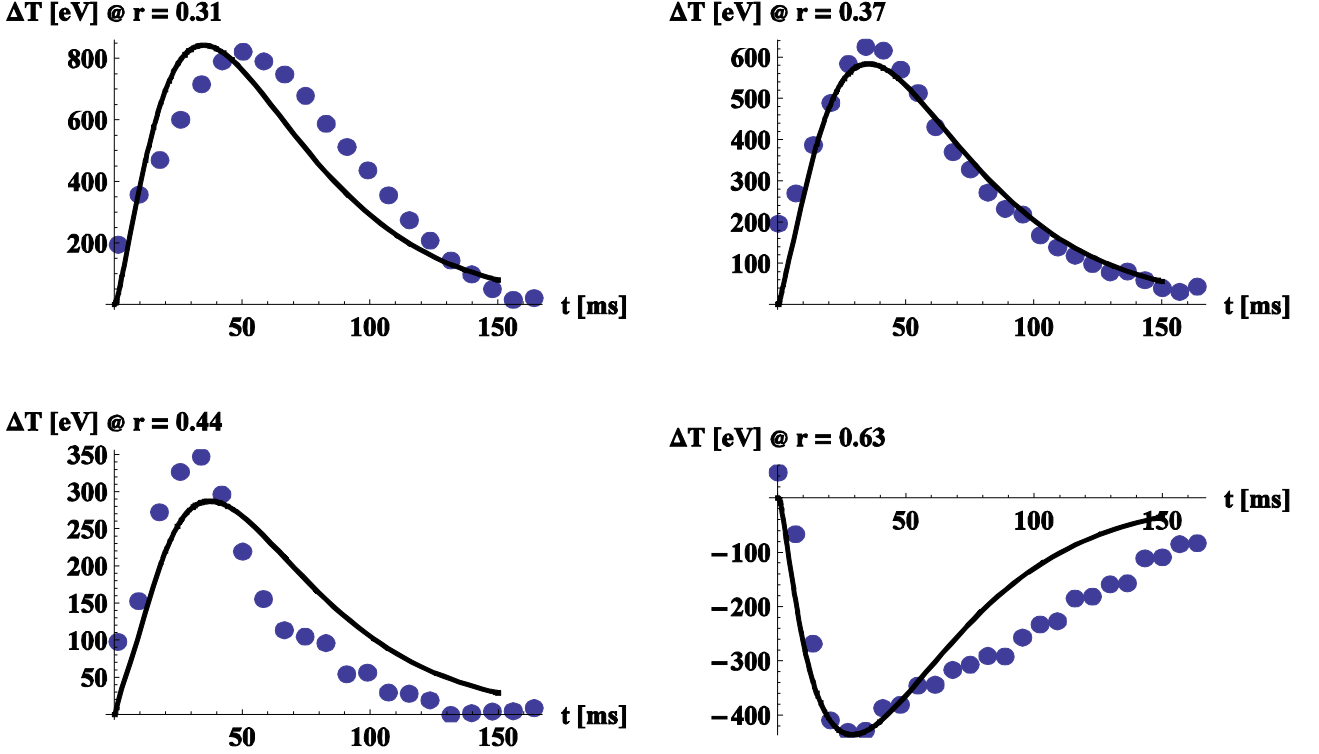 ΔT [eV] @ r = 0.31
800
600
400
200
50 100 150
t [ms]
ΔT [eV] @ r = 0.37
600
500
400
300
200
100
50 100 150
t [ms]
ΔT [eV] @ r = 0.44
350
300
250
200
150
100
50
50 100 150
t [ms]
ΔT [eV] @ r = 0.63
50 100 150
t [ms]
−100
−200
−300
−400